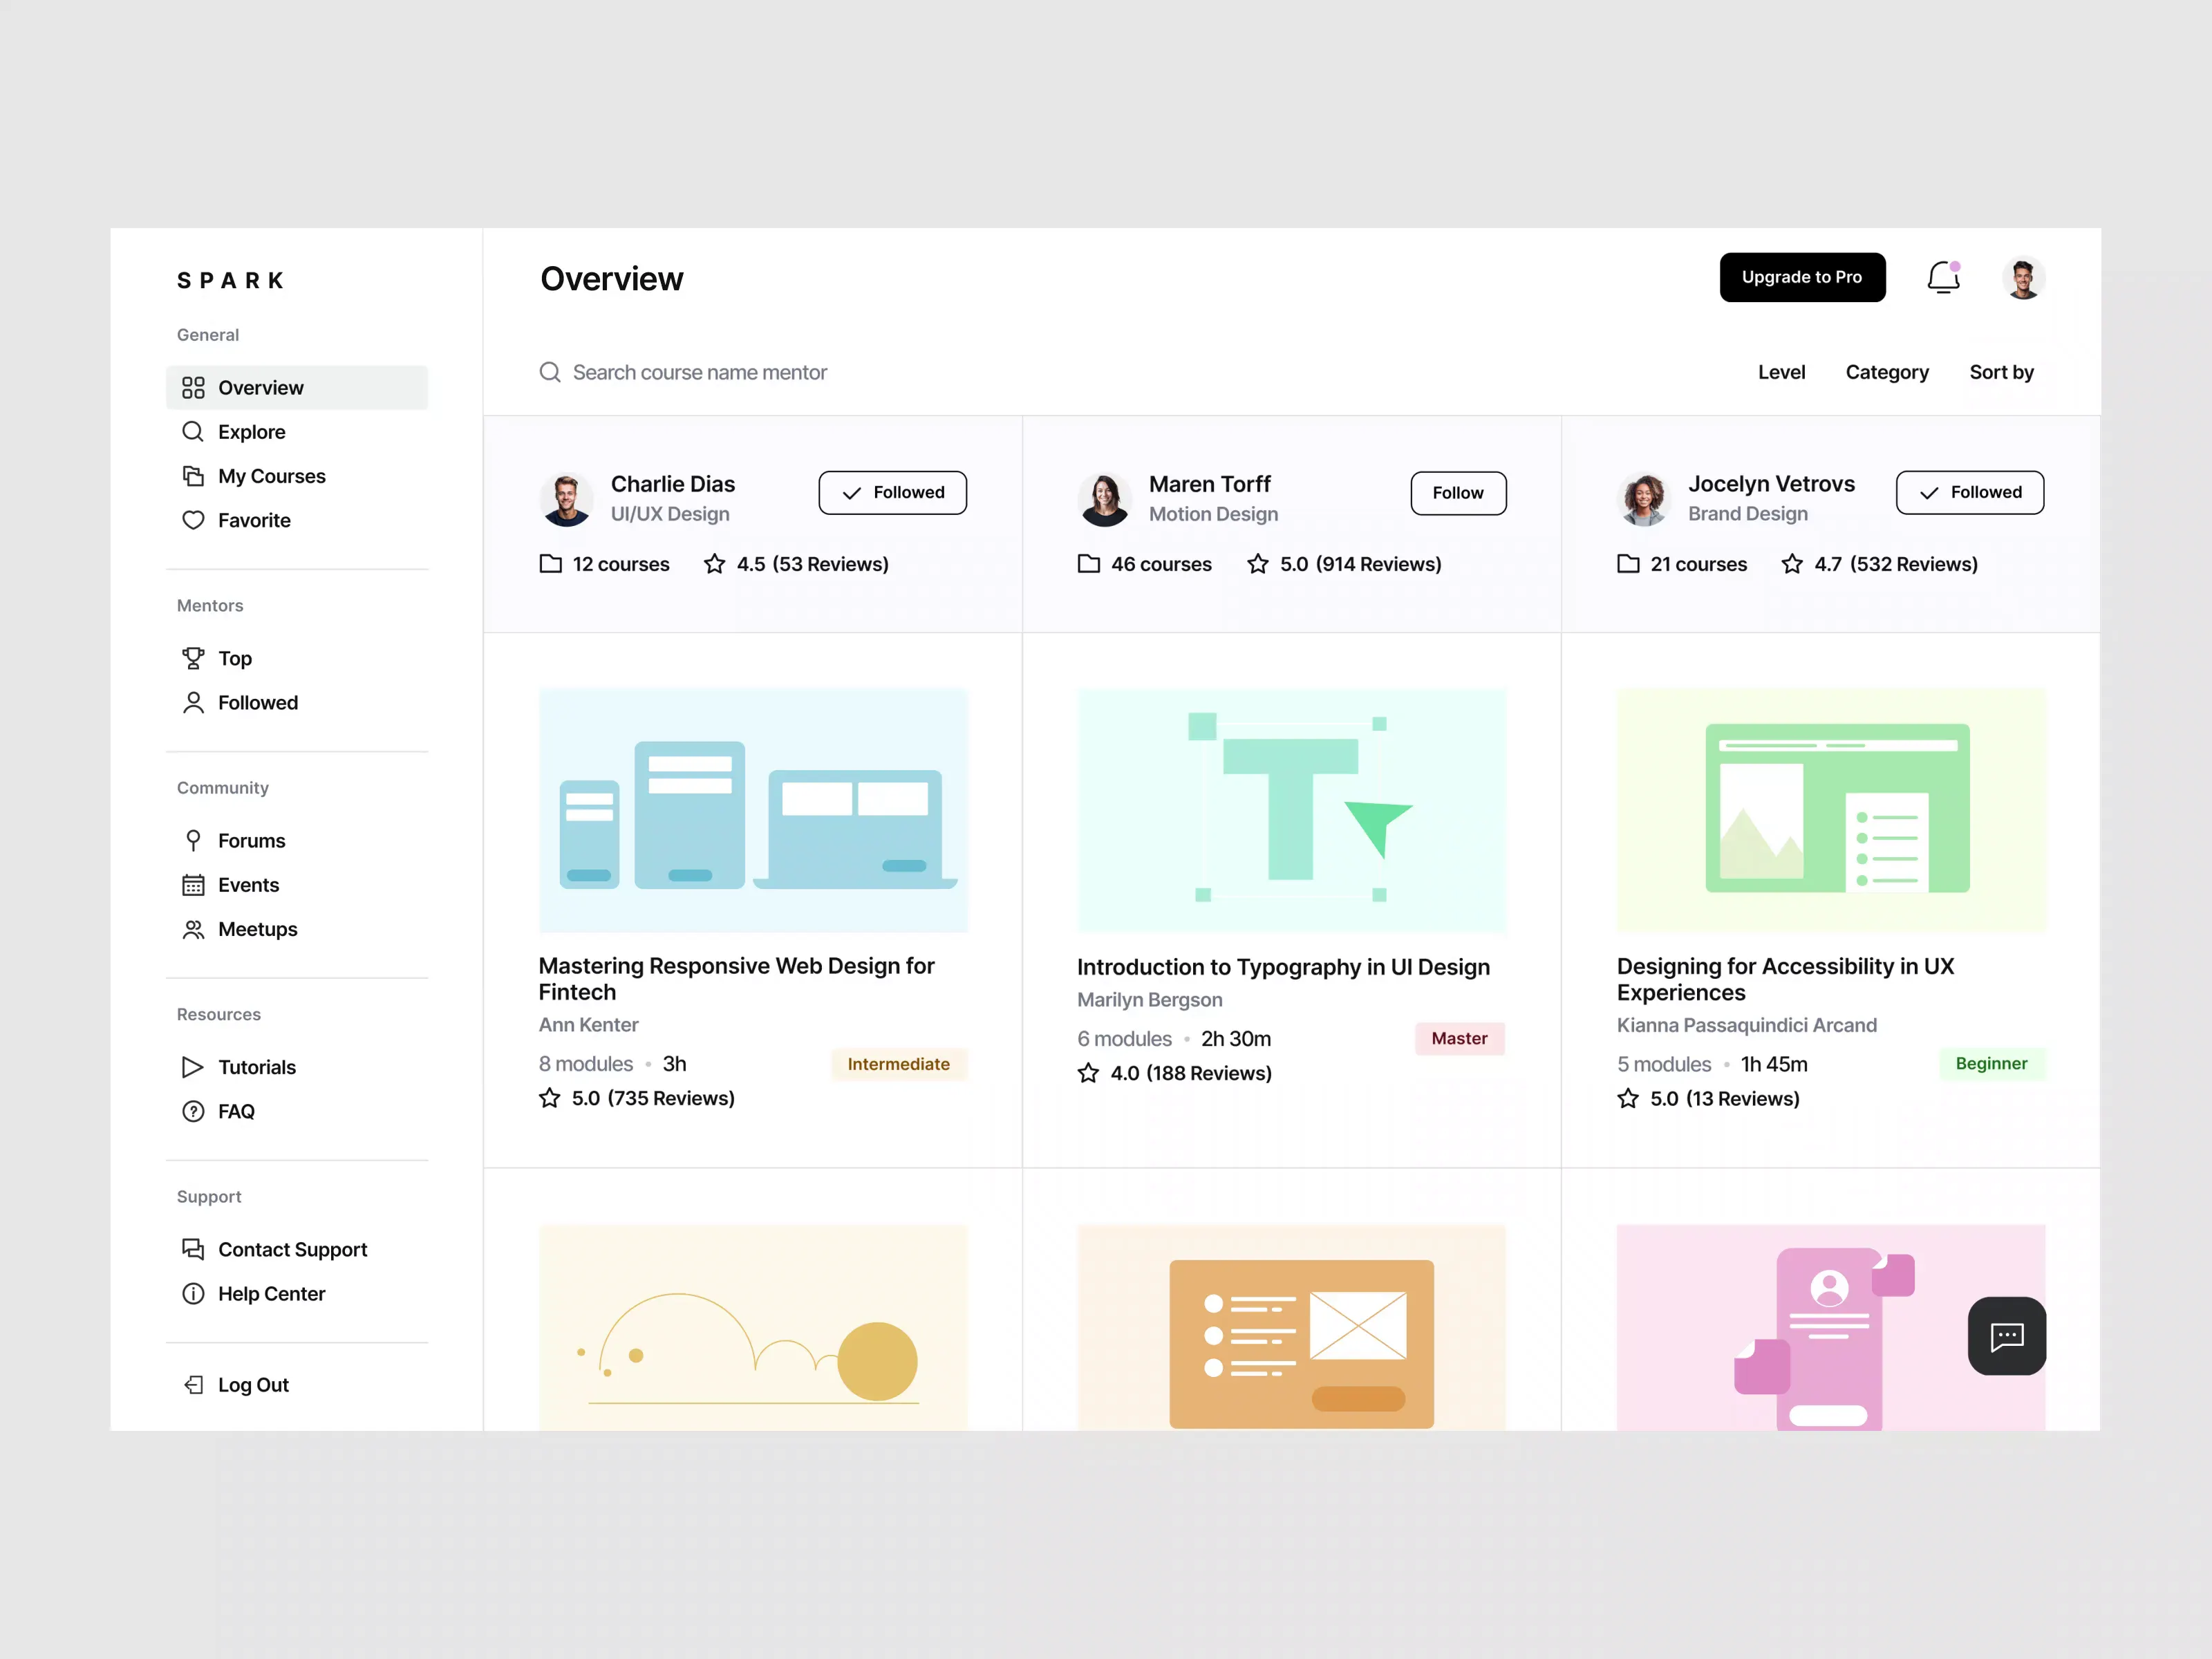 SPARK
General
Overview
Explore
My Courses
Favorite
Mentors
Top
Followed
Community
Forums
Events
Meetups
Resources
Tutorials
FAQ
Support
Contact Support
Help Center
Log Out
Overview
Upgrade to Pro
Search course name mentor
Level
Category
Sort by
Charlie Dias
UI/UX Design
Followed
12 courses
4.5 (53 Reviews)
Maren Torff
Motion Design
Follow
46 courses
5.0 (914 Reviews)
Jocelyn Vetrovs
Brand Design
Followed
21 courses
4.7 (532 Reviews)
T
Mastering Responsive Web Design for
Fintech
Ann Kenter
8 modules • 3h
Intermediate
5.0 (735 Reviews)
Introduction to Typography in UI Design
Marilyn Bergson
6 modules • 2h 30m
Master
4.0 (188 Reviews)
Designing for Accessibility in UX
Experiences
Kianna Passaquindici Arcand
5 modules • 1h 45m
Beginner
5.0 (13 Reviews)